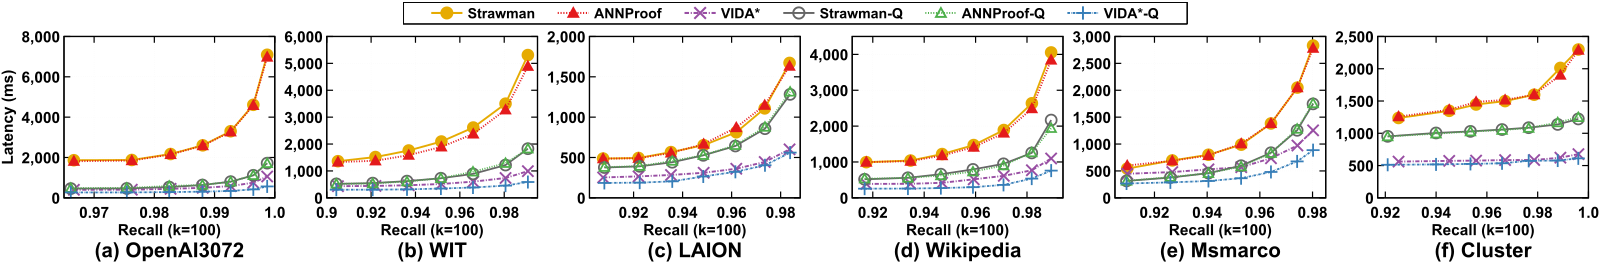 Strawman ANNProof VIDA* Strawman-Q ANNProof-Q VIDA*-Q
Latency (ms)
8,000
6,000
4,000
2,000
0
0.97 0.98 0.99 1.0
Recall (k=100)
(a) OpenAI3072
6,000
5,000
4,000
3,000
2,000
1,000
0
0.9 0.92 0.94 0.96 0.98
Recall (k=100)
(b) WIT
2,000
1,500
1,000
500
0
0.92 0.94 0.96 0.98
Recall (k=100)
(c) LAION
4,000
3,000
2,000
1,000
0
0.92 0.94 0.96 0.98
Recall (k=100)
(d) Wikipedia
3,000
2,500
2,000
1,500
1,000
500
0
0.92 0.94 0.96 0.98
Recall (k=100)
(e) Msmarco
2,500
2,000
1,500
1,000
500
0
0.92 0.94 0.96 0.98 1.0
Recall (k=100)
(f) Cluster